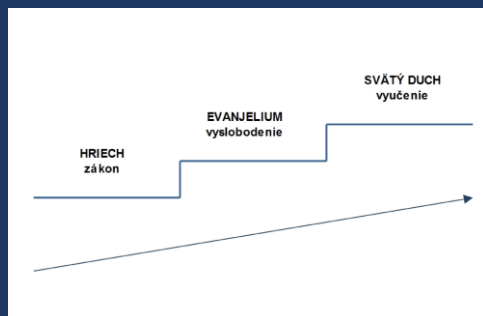 HRIECH
zákon
EVANJELIUM
vyslobodenie
SVÄTÝ DUCH
vyučenie